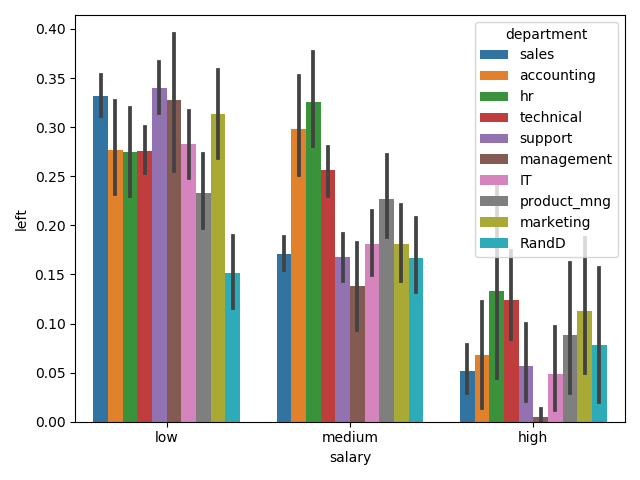 department
sales
accounting
hr
technical
support
management
IT
product_mng
marketing
RandD
0.40
0.35
0.30
0.25
0.20
0.15
0.10
0.05
0.00
left
low medium high
salary